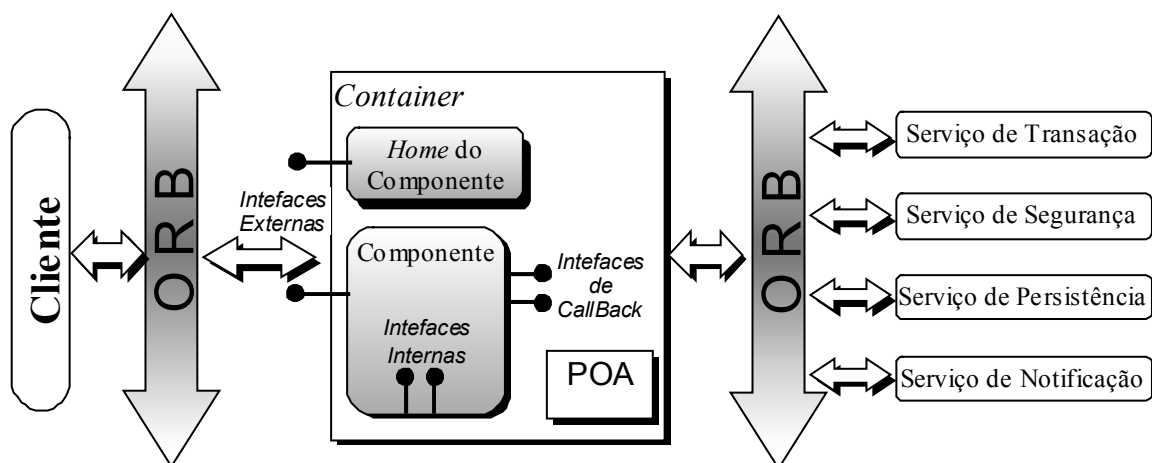 Cliente
ORB
Intefaces
Externas
Container
Home do
Componente
Componente
Intefaces
Internas
Intefaces
de
CallBack
POA
ORB
Serviço de Transação
Serviço de Segurança
Serviço de Persistência
Serviço de Notificação